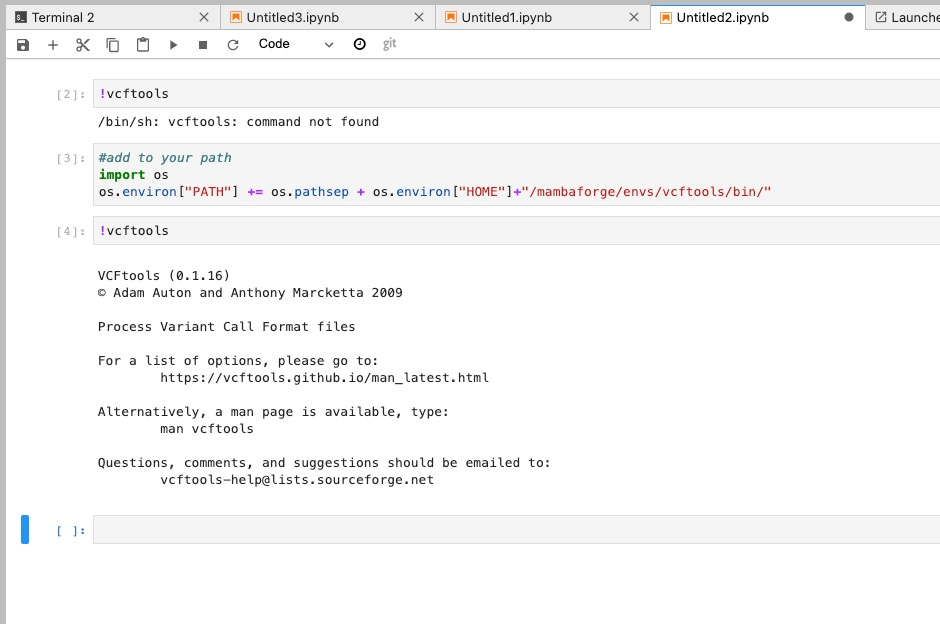 Terminal 2
Untitled3.ipynb
Untitled1.ipynb
Untitled2.ipynb
Code
git
[2]: !vcftools
/bin/sh: vcftools: command not found
[3]: #add to your path
import os
os.environ["PATH"] += os.pathsep + os.environ["HOME"]+"/mambaforge/envs/vcftools/bin/"
[4]: !vcftools
VCFtools (0.1.16)
© Adam Auton and Anthony Marcketta 2009
Process Variant Call Format files
For a list of options, please go to:
https://vcftools.github.io/man_latest.html
Alternatively, a man page is available, type:
man vcftools
Questions, comments, and suggestions should be emailed to:
vcftools-help@lists.sourceforge.net
[ ]: